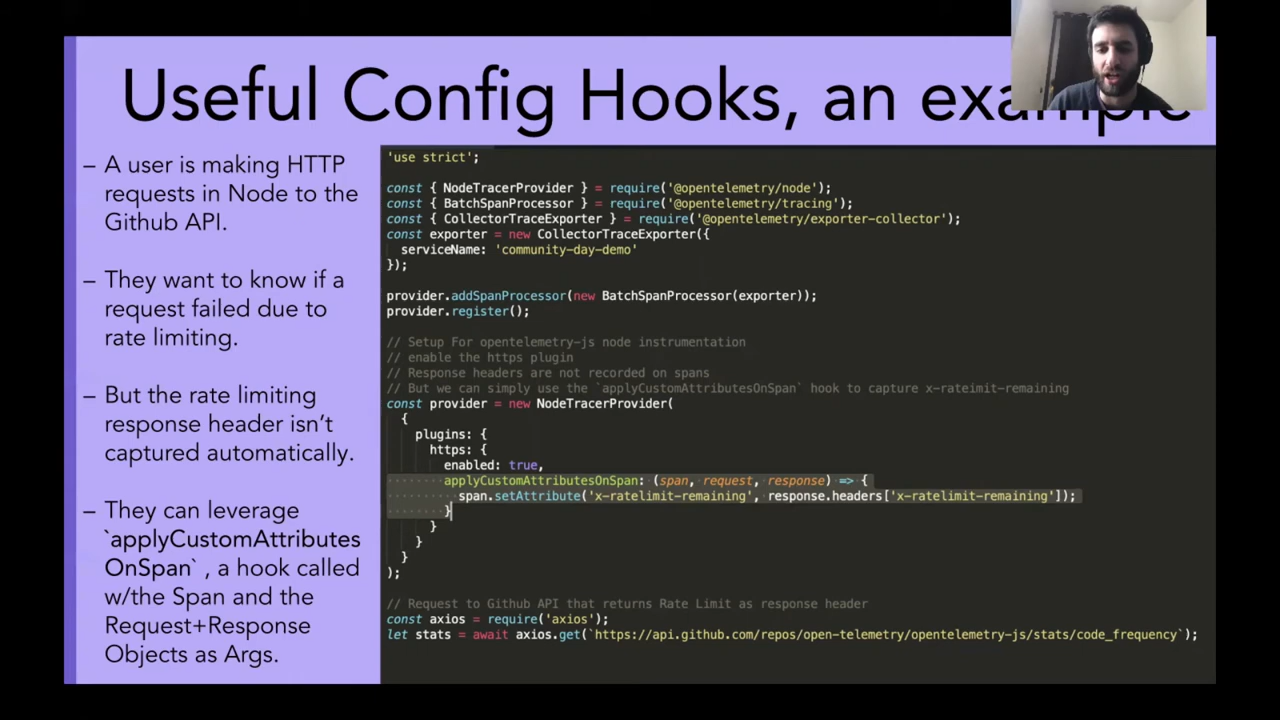 Useful Config Hooks, an example
– A user is making HTTP
requests in Node to the
Github API.
– They want to know if a
request failed due to
rate limiting.
– But the rate limiting
response header isn't
captured automatically.
– They can leverage
`applyCustomAttributes
OnSpan` , a hook called
w/the Span and the
Request+Response
Objects as Args.
'use strict';
const { NodeTracerProvider } = require('@opentelemetry/node');
const { BatchSpanProcessor } = require('@opentelemetry/tracing');
const { CollectorTraceExporter } = require('@opentelemetry/exporter-collector');
const exporter = new CollectorTraceExporter({
  serviceName: 'community-day-demo'
});
provider.addSpanProcessor(new BatchSpanProcessor(exporter));
provider.register();
// Setup For opentelemetry-js node instrumentation
// enable the https plugin
// Response headers are not recorded on spans
// But we can simply use the `applyCustomAttributesOnSpan` hook to capture x-rateimit-remaining
const provider = new NodeTracerProvider(
  {
    plugins: {
      https: {
        enabled: true,
        applyCustomAttributesOnSpan: (span, request, response) => {
          span.setAttribute('x-ratelimit-remaining', response.headers['x-ratelimit-remaining']);
        }
      }
    }
  }
);
// Request to Github API that returns Rate Limit as response header
const axios = require('axios');
let stats = await axios.get(`https://api.github.com/repos/open-telemetry/opentelemetry-js/stats/code_frequency`);